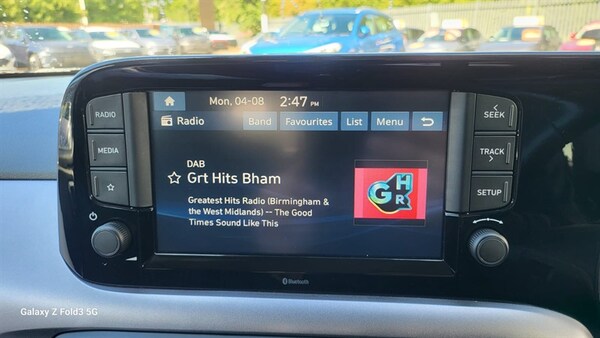 Mon, 04-08 2:47 PM
RADIO
MEDIA
Radio Band Favourites List Menu
DAB
Grt Hits Bham
Greatest Hits Radio (Birmingham &
the West Midlands) -- The Good
Times Sound Like This
GHR
SEEK
TRACK
SETUP
Bluetooth
Galaxy Z Fold3 5G